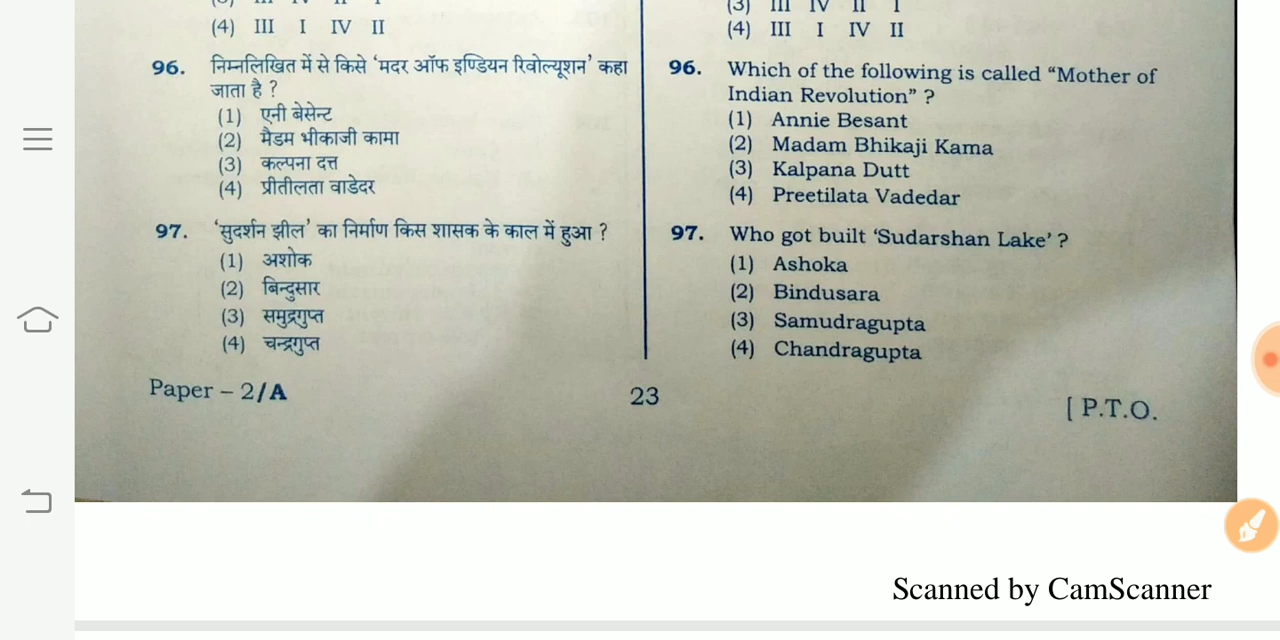 (4) III I IV II
96. निम्नलिखित में से किसे ‘मदर ऑफ इण्डियन रिवोल्यूशन’ कहा
जाता है ?
(1) एनी बेसेन्ट
(2) मैडम भीकाजी कामा
(3) कल्पना दत्त
(4) प्रीतीलता वाडेदर
97. ‘सुदर्शन झील’ का निर्माण किस शासक के काल में हुआ ?
(1) अशोक
(2) बिन्दुसार
(3) समुद्रगुप्त
(4) चन्द्रगुप्त
(3) III IV II I
(4) III I IV II
96. Which of the following is called “Mother of
Indian Revolution” ?
(1) Annie Besant
(2) Madam Bhikaji Kama
(3) Kalpana Dutt
(4) Preetilata Vadedar
97. Who got built ‘Sudarshan Lake’ ?
(1) Ashoka
(2) Bindusara
(3) Samudragupta
(4) Chandragupta
Paper – 2/A
23
[ P.T.O.
Scanned by CamScanner